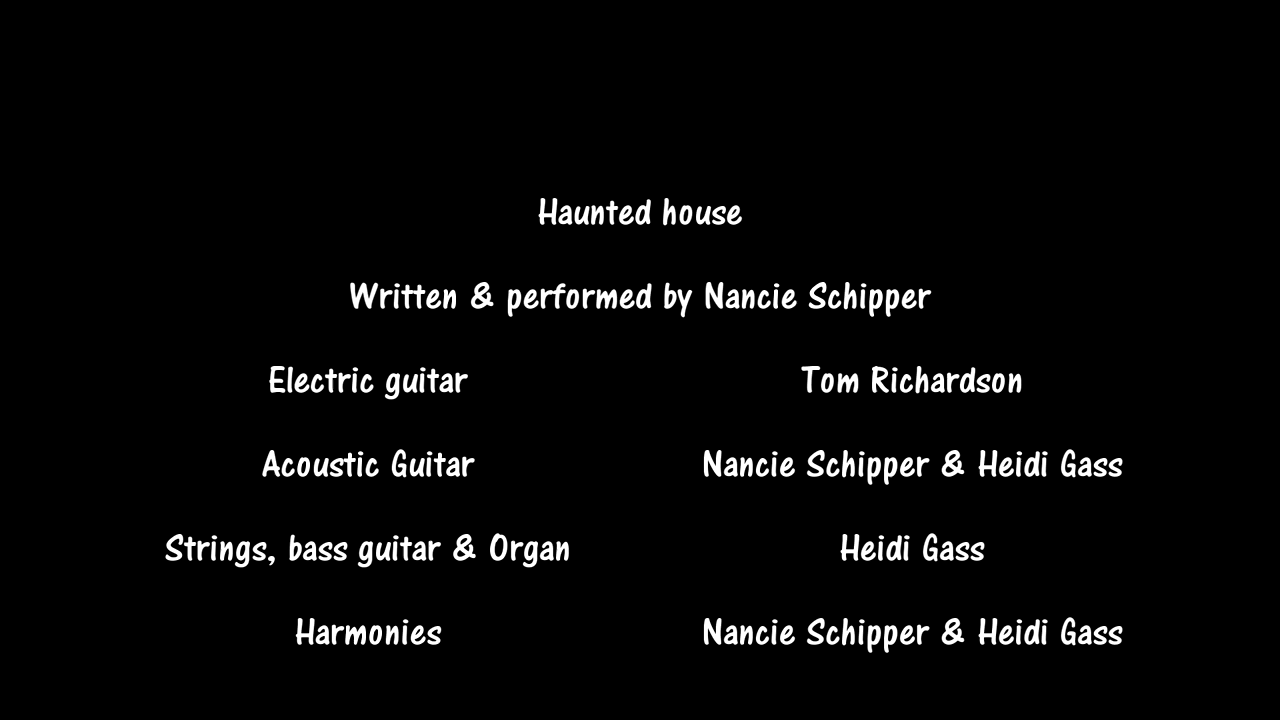 Haunted house
Written & performed by Nancie Schipper
Electric guitar Tom Richardson
Acoustic Guitar Nancie Schipper & Heidi Gass
Strings, bass guitar & Organ Heidi Gass
Harmonies Nancie Schipper & Heidi Gass